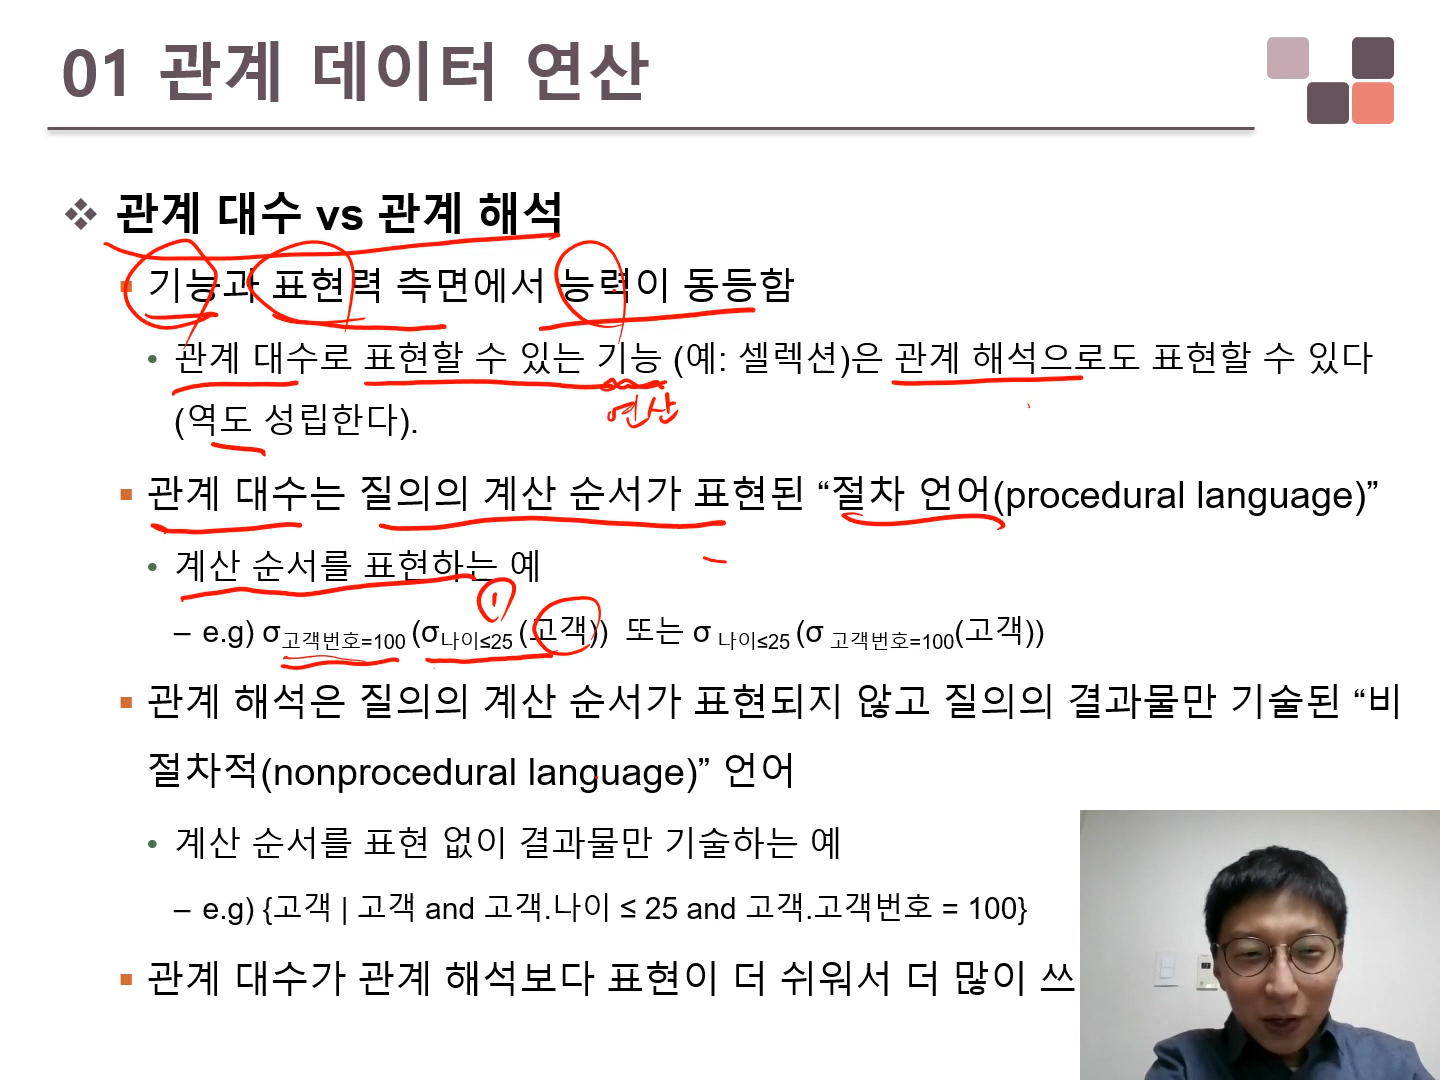 01 관계 데이터 연산
관계 대수 vs 관계 해석
기능과 표현력 측면에서 능력이 동등함
관계 대수로 표현할 수 있는 기능 (예: 셀렉션)은 관계 해석으로도 표현할 수 있다
연산
(역도 성립한다).
관계 대수는 질의의 계산 순서가 표현된 “절차 언어(procedural language)”
계산 순서를 표현하는 예
①
– e.g) σ고객번호=100 (σ나이≤25 (고객)) 또는 σ 나이≤25 (σ 고객번호=100(고객))
관계 해석은 질의의 계산 순서가 표현되지 않고 질의의 결과물만 기술된 “비
절차적(nonprocedural language)” 언어
계산 순서를 표현 없이 결과물만 기술하는 예
– e.g) {고객 | 고객 and 고객.나이 ≤ 25 and 고객.고객번호 = 100}
관계 대수가 관계 해석보다 표현이 더 쉬워서 더 많이 쓰